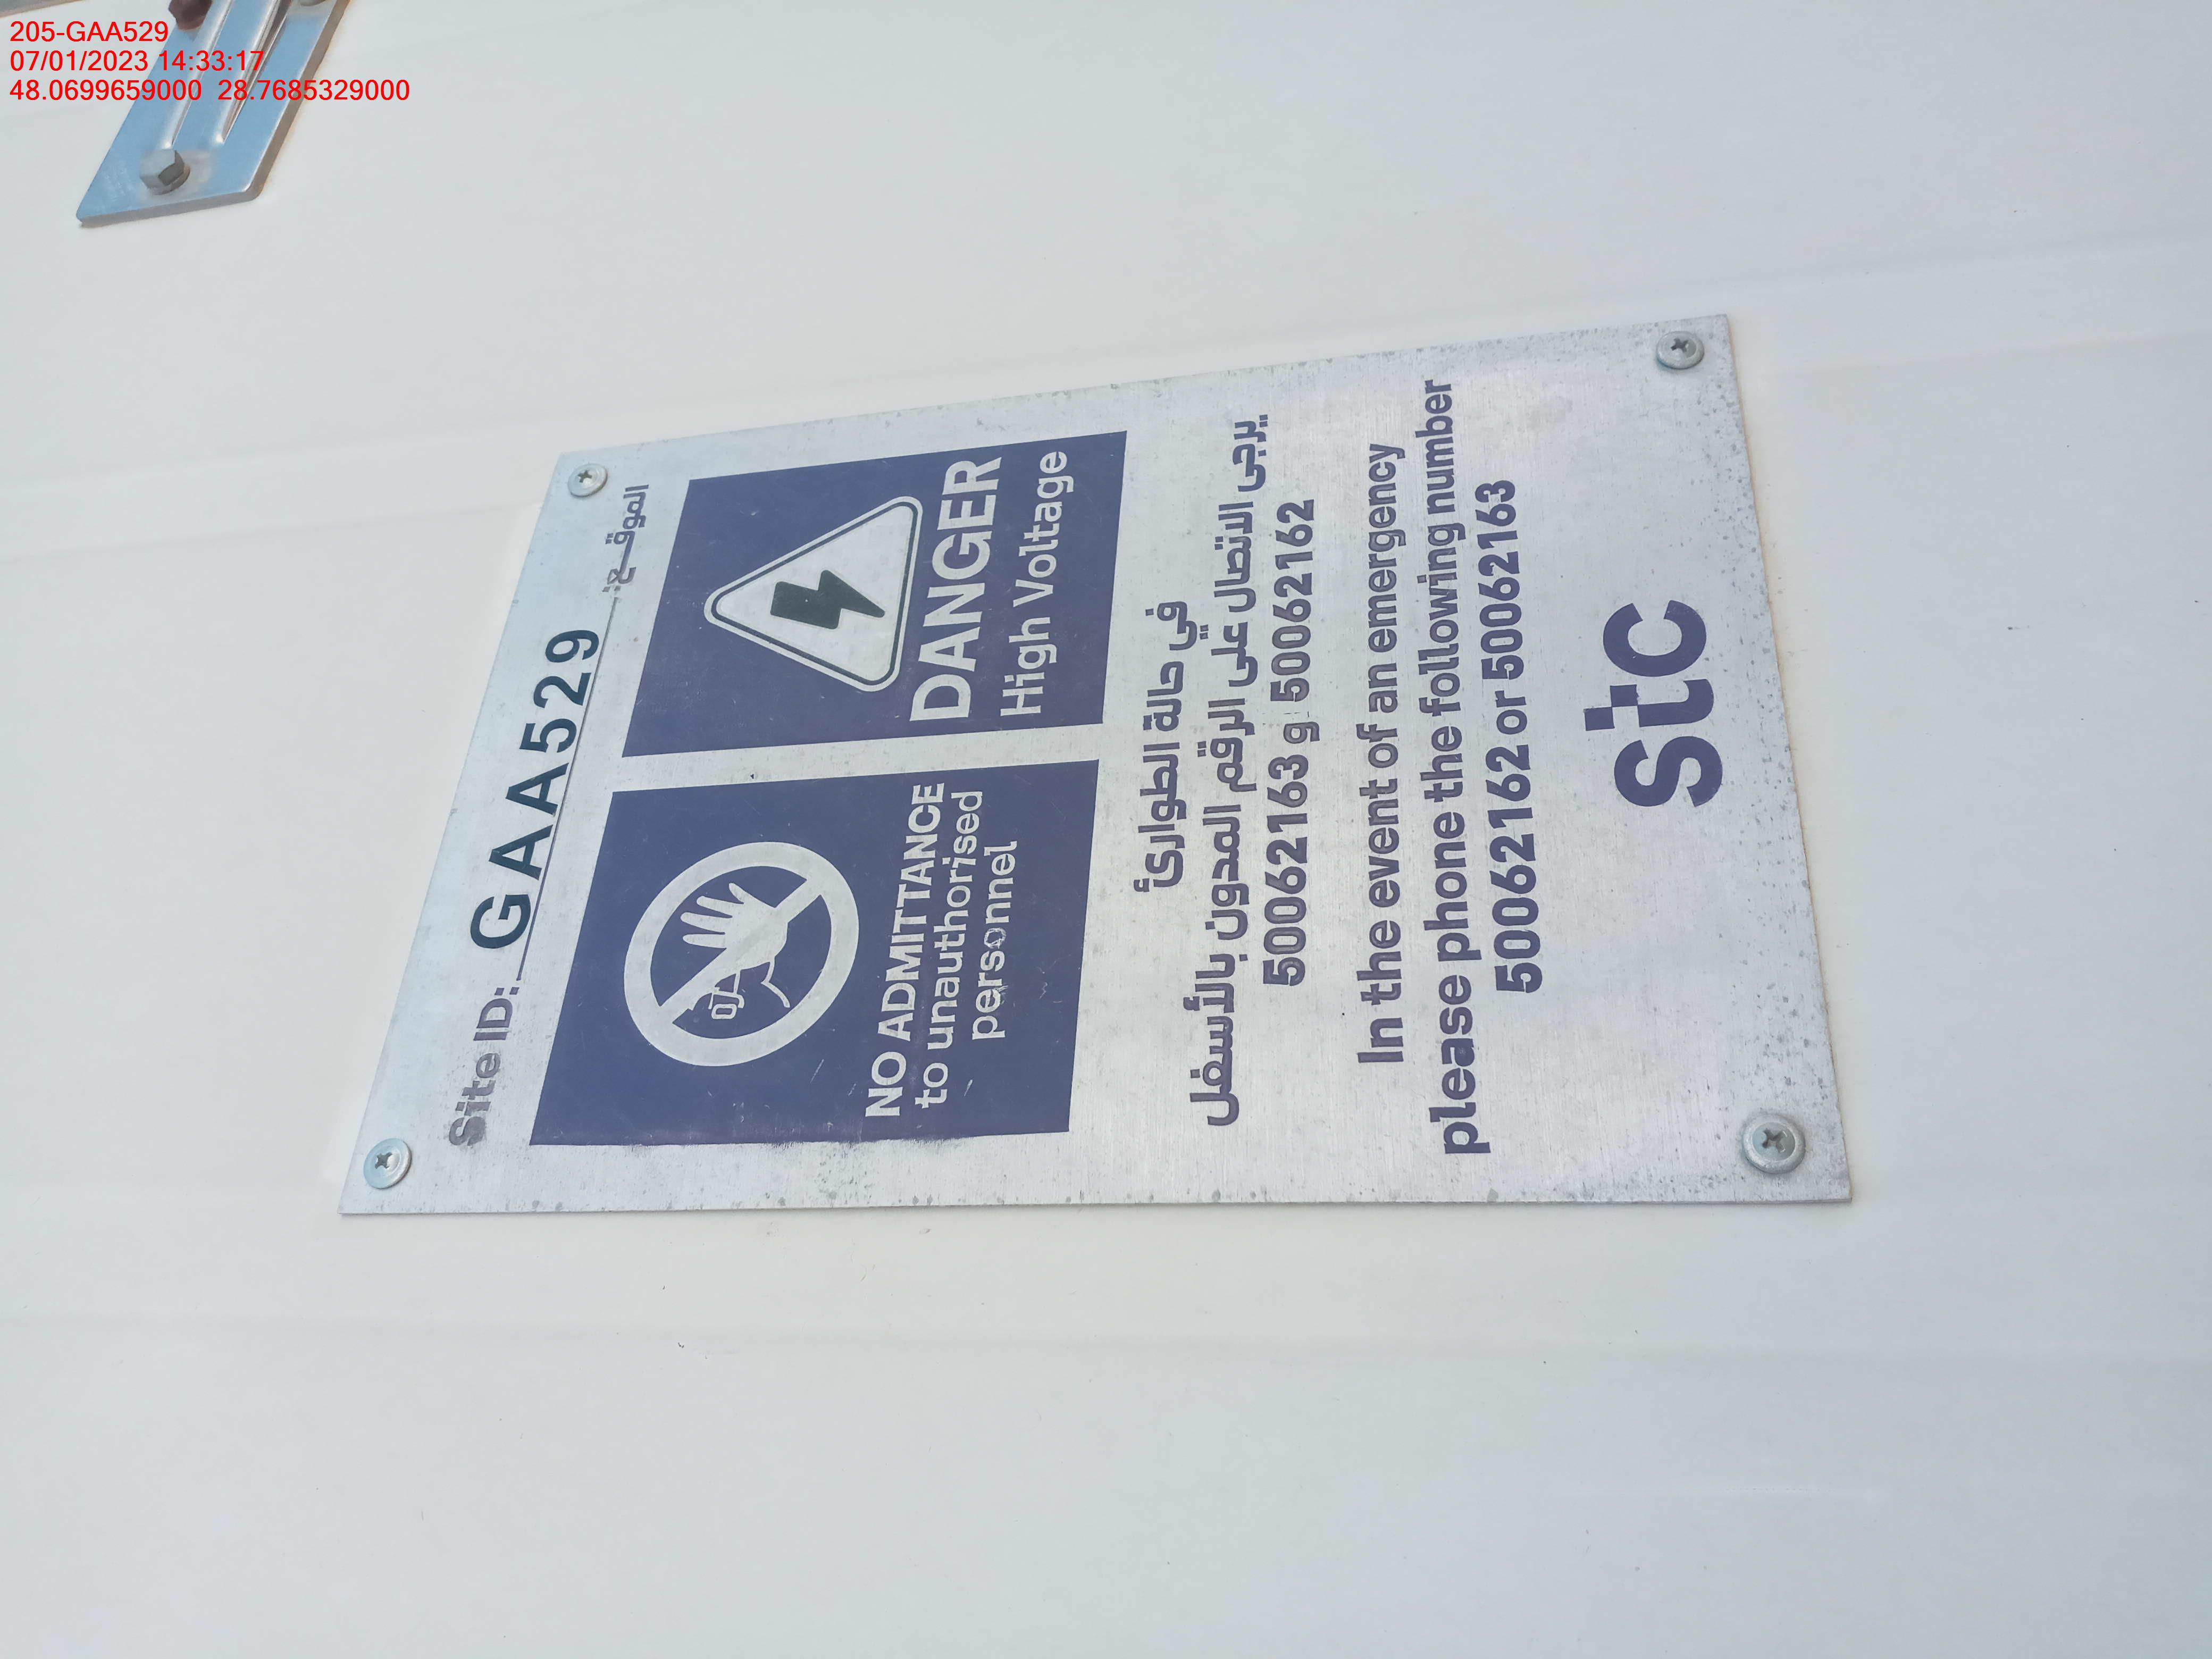 205-GAA529
07/01/2023 14:33:17
48.0699659000 28.7685329000
Site ID: GAA529 الموقـــع:
NO ADMITTANCE
to unauthorised
personnel
DANGER
High Voltage
في حالة الطوارئ
يرجى الاتصال على الرقم المدون بالأسفل
50062163 و 50062162
In the event of an emergency
please phone the following number
50062162 or 50062163
stc